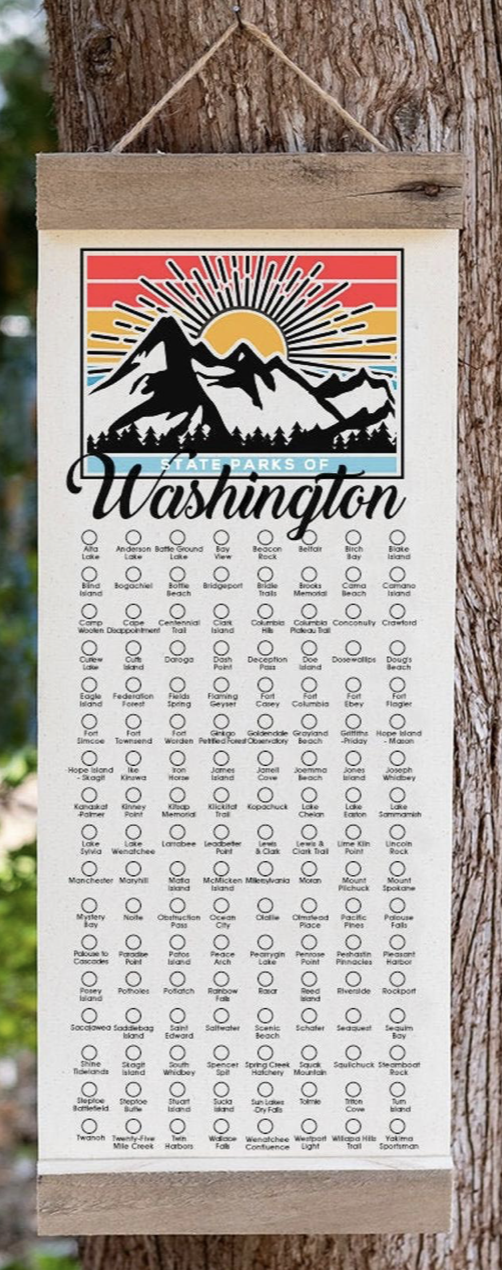 STATE PARKS OF
Washington
Alta Lake
Anderson Lake
Battle Ground Lake
Bay View
Beacon Rock
Belfair
Birch Bay
Blake Island
Blind Island
Bogachiel
Bottle Beach
Bridgeport
Bridle Trails
Brooks Memorial
Cama Beach
Camano Island
Camp Wooten
Cape Disappointment
Centennial Trail
Clark Island
Columbia Hills
Columbia Plateau Trail
Conconully
Crawford
Curlew Lake
Cutts Island
Daroga
Dash Point
Deception Pass
Doe Island
Dosewallips
Doug's Beach
Eagle Island
Federation Forest
Fields Spring
Flaming Geyser
Fort Casey
Fort Columbia
Fort Ebey
Fort Flagler
Fort Simcoe
Fort Townsend
Fort Worden
Ginkgo Petrified Forest
Goldendale Observatory
Grayland Beach
Griffiths -Priday
Hope Island - Mason
Hope Island - Skagit
Ike Kinswa
Iron Horse
James Island
Jarrell Cove
Joemma Beach
Jones Island
Joseph Whidbey
Kanaskat -Palmer
Kinney Point
Kitsap Memorial
Klickitat Trail
Kopachuck
Lake Chelan
Lake Easton
Lake Sammamish
Lake Sylvia
Lake Wenatchee
Larrabee
Leadbetter Point
Lewis & Clark
Lewis & Clark Trail
Lime Kiln Point
Lincoln Rock
Manchester
Maryhill
Matia Island
McMicken Island
Millersylvania
Moran
Mount Pilchuck
Mount Spokane
Mystery Bay
Nolte
Obstruction Pass
Ocean City
Olallie
Olmstead Place
Pacific Pines
Palouse Falls
Palouse to Cascades
Paradise Point
Patos Island
Peace Arch
Pearrygin Lake
Penrose Point
Peshastin Pinnacles
Pleasant Harbor
Posey Island
Potholes
Potlatch
Rainbow Falls
Rasar
Reed Island
Riverside
Rockport
Sacajawea
Saddlebag Island
Saint Edward
Saltwater
Scenic Beach
Schafer
Seaquest
Sequim Bay
Shine Tidelands
Skagit Island
South Whidbey
Spencer Spit
Spring Creek Hatchery
Squak Mountain
Squilchuck
Steamboat Rock
Steptoe Battlefield
Steptoe Butte
Stuart Island
Sucia Island
Sun Lakes -Dry Falls
Tolmie
Triton Cove
Turn Island
Twanoh
Twenty-Five Mile Creek
Twin Harbors
Wallace Falls
Wenatchee Confluence
Westport Light
Willapa Hills Trail
Yakima Sportsman